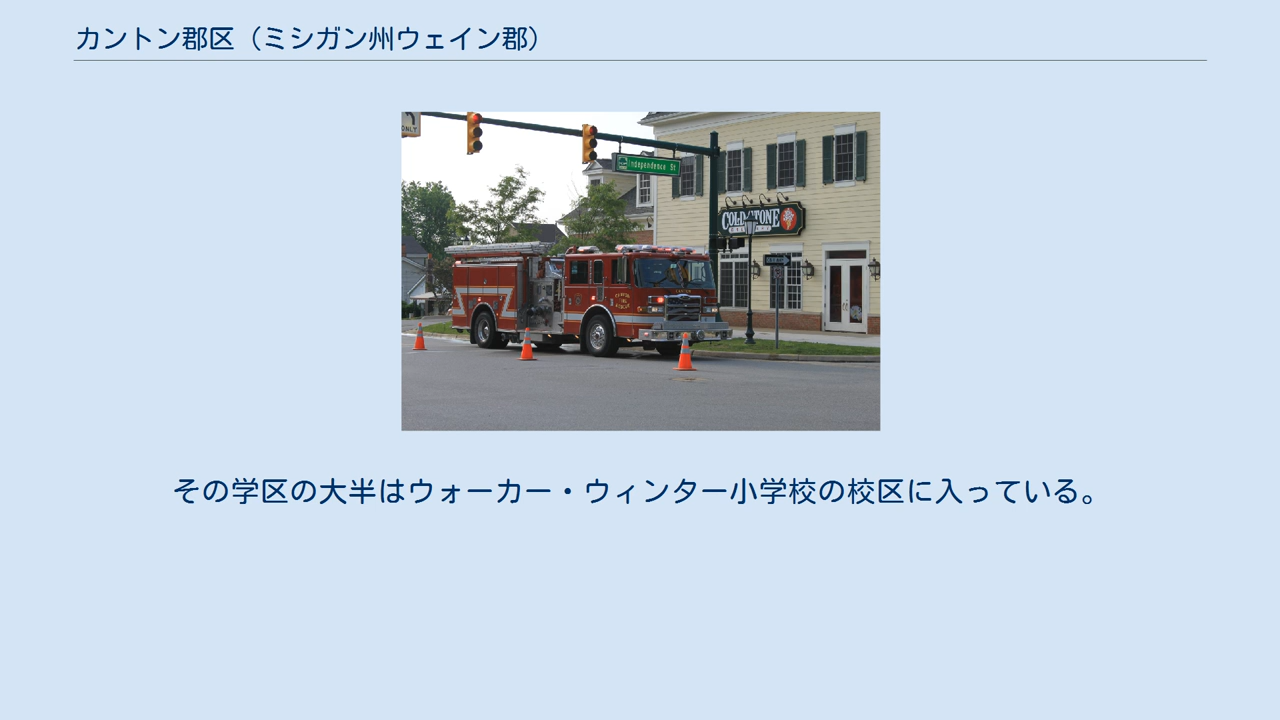 カントン郡区（ミシガン州ウェイン郡）
ONLY
Independence St
COLD STONE
その学区の大半はウォーカー・ウィンター小学校の校区に入っている。